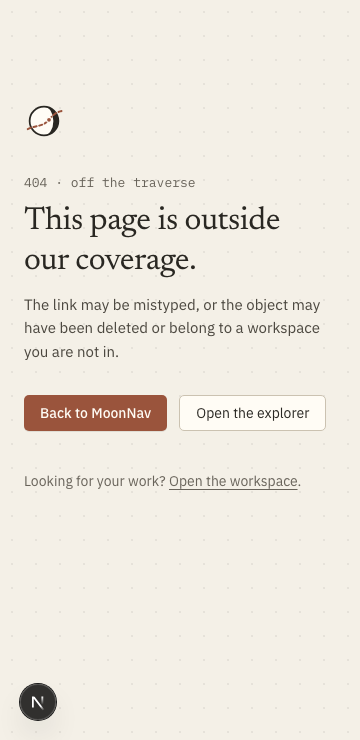 404 · off the traverse
This page is outside
our coverage.
The link may be mistyped, or the object may
have been deleted or belong to a workspace
you are not in.
Back to MoonNav
Open the explorer
Looking for your work? Open the workspace.
N